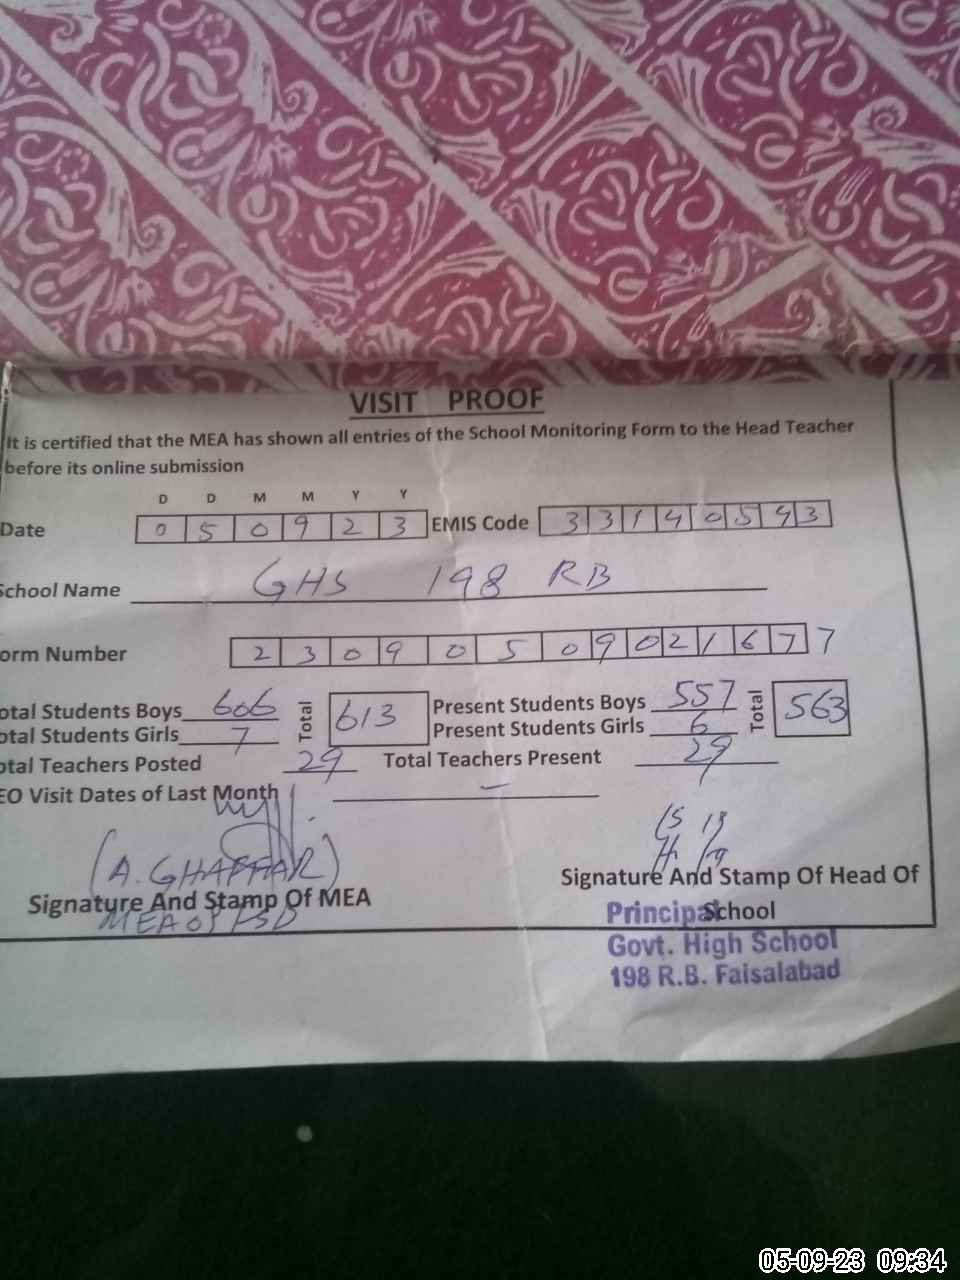 VISIT PROOF
It is certified that the MEA has shown all entries of the School Monitoring Form to the Head Teacher
before its online submission
D D M M Y Y
Date 0 5 0 9 2 3 EMIS Code 3 3 1 4 0 5 4 3
School Name GHS 198 RB
orm Number 2 3 0 9 0 5 0 9 0 2 1 6 7 7
otal Students Boys 606 Total 613 Present Students Boys 557 Total 563
otal Students Girls 7 Present Students Girls 6
otal Teachers Posted 29 Total Teachers Present 29
EO Visit Dates of Last Month –
(A. GHAFFAR)
Signature And Stamp Of MEA Signature And Stamp Of Head Of
School
Principal
Govt. High School
198 R.B. Faisalabad
05-09-23 09:34